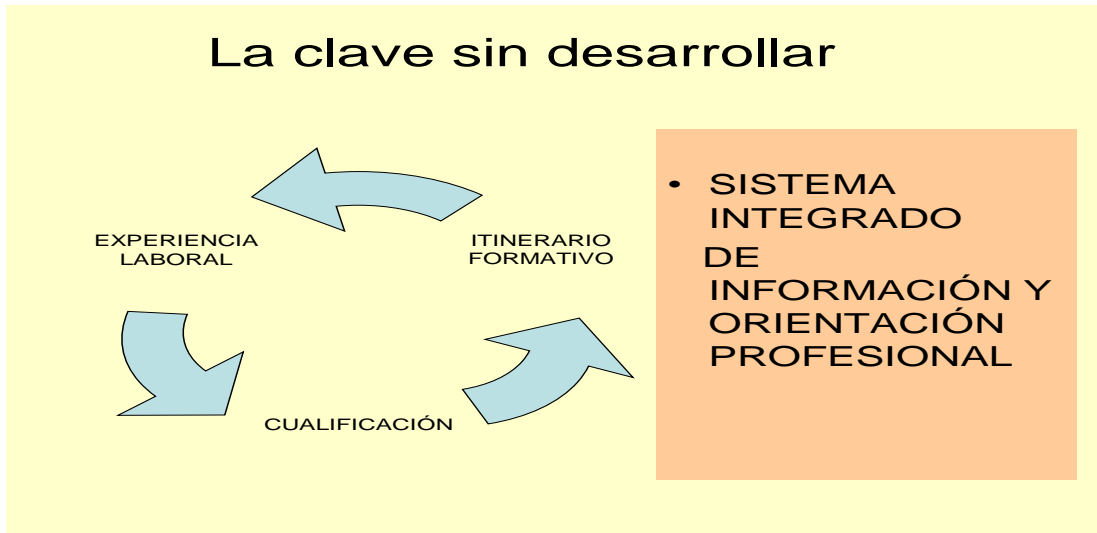 La clave sin desarrollar
EXPERIENCIA
LABORAL
ITINERARIO
FORMATIVO
CUALIFICACIÓN
• SISTEMA
INTEGRADO
DE
INFORMACIÓN Y
ORIENTACIÓN
PROFESIONAL